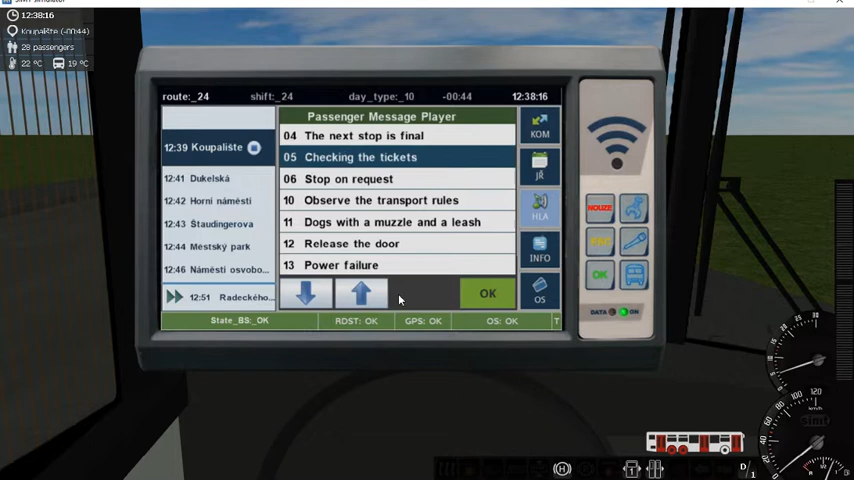 12:38:16
Koupaliště (-00:44)
28 passengers
22 °C 19 °C
route:_24 shift:_24 day_type:_10 -00:44 12:38:16
Passenger Message Player
04 The next stop is final
05 Checking the tickets
06 Stop on request
10 Observe the transport rules
11 Dogs with a muzzle and a leash
12 Release the door
13 Power failure
OK
12:39 Koupaliště
12:41 Dukelská
12:42 Horní náměstí
12:43 Štaudingerova
12:44 Městský park
12:46 Náměstí osvobo...
12:51 Radeckého...
KOM
JŘ
HLA
INFO
OS
State_BS:_OK RDST: OK GPS: OK OS: OK T
NOUZE
OK
DATA ON
km/h
simt
D/1